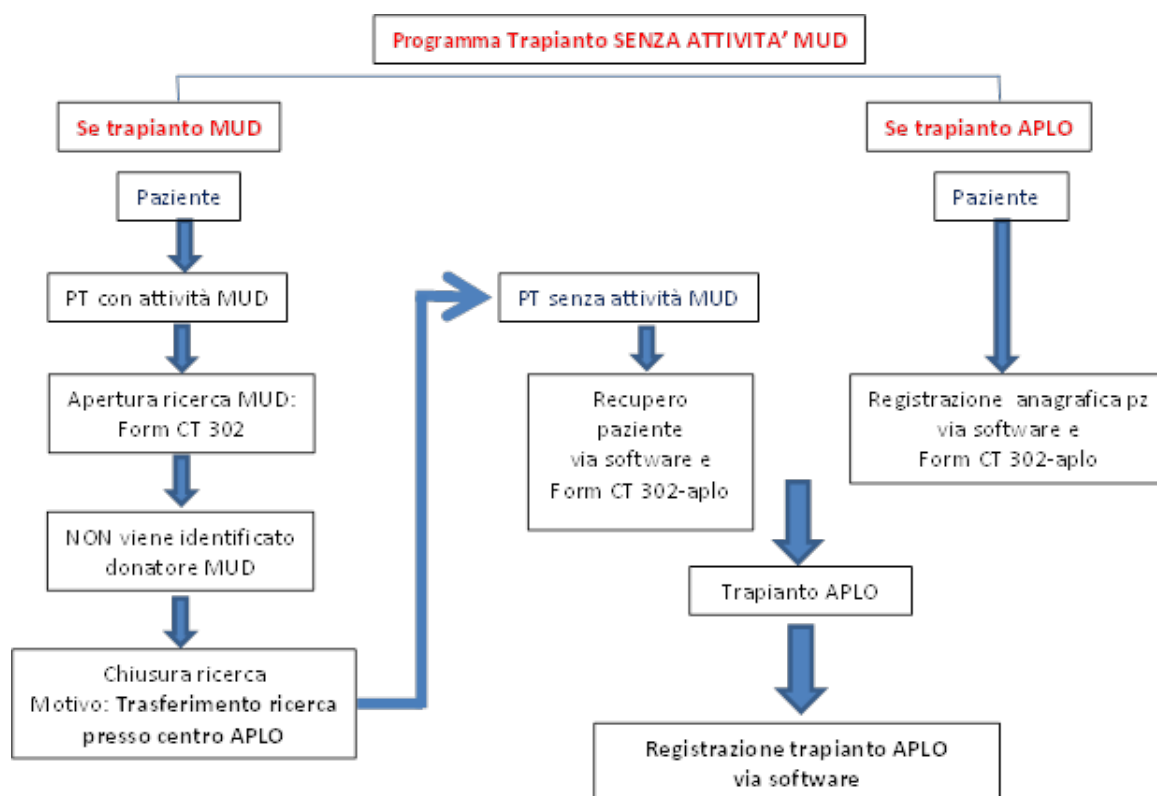 Programma Trapianto SENZA ATTIVITA' MUD
Se trapianto MUD
Se trapianto APLO
Paziente
Paziente
PT con attività MUD
PT senza attività MUD
Apertura ricerca MUD:
Form CT 302
Recupero
paziente
via software e
Form CT 302-aplo
Registrazione anagrafica pz
via software e
Form CT 302-aplo
NON viene identificato
donatore MUD
Trapianto APLO
Chiusura ricerca
Motivo: Trasferimento ricerca
presso centro APLO
Registrazione trapianto APLO
via software